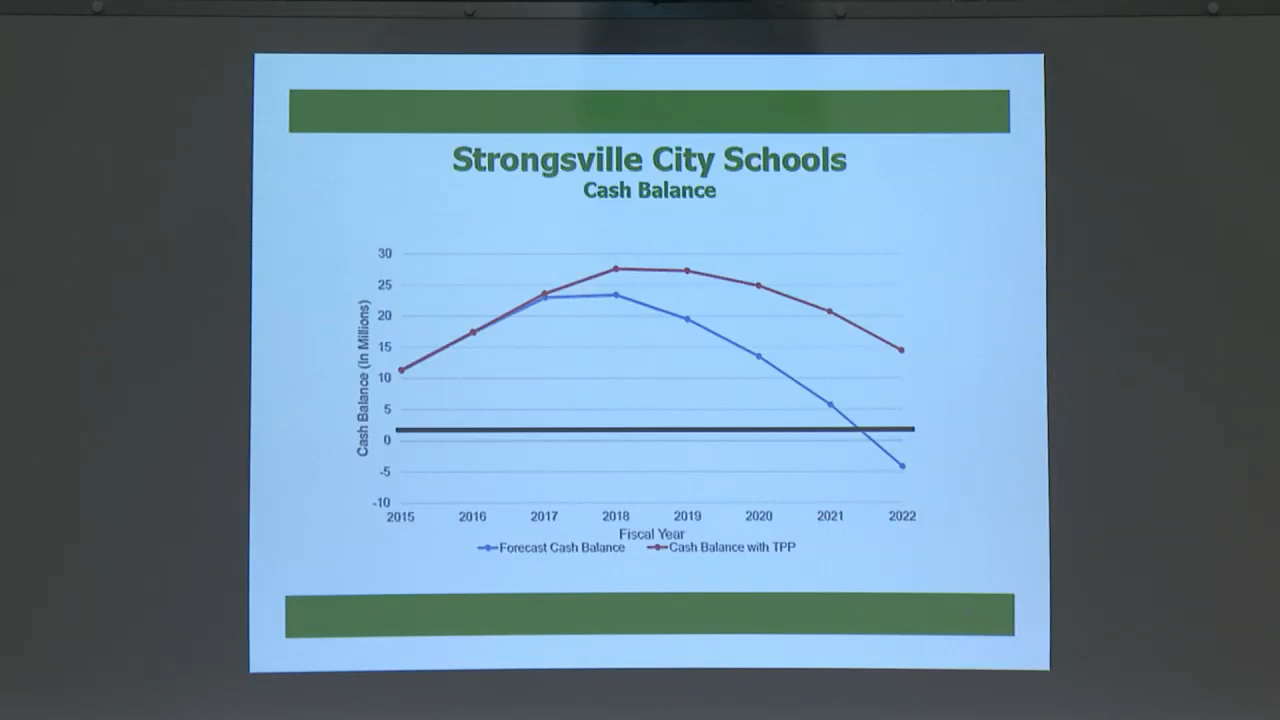 Strongsville City Schools
Cash Balance
30
25
20
15
10
5
0
-5
-10
Cash Balance (In Millions)
2015 2016 2017 2018 2019 2020 2021 2022
Fiscal Year
Forecast Cash Balance Cash Balance with TPP